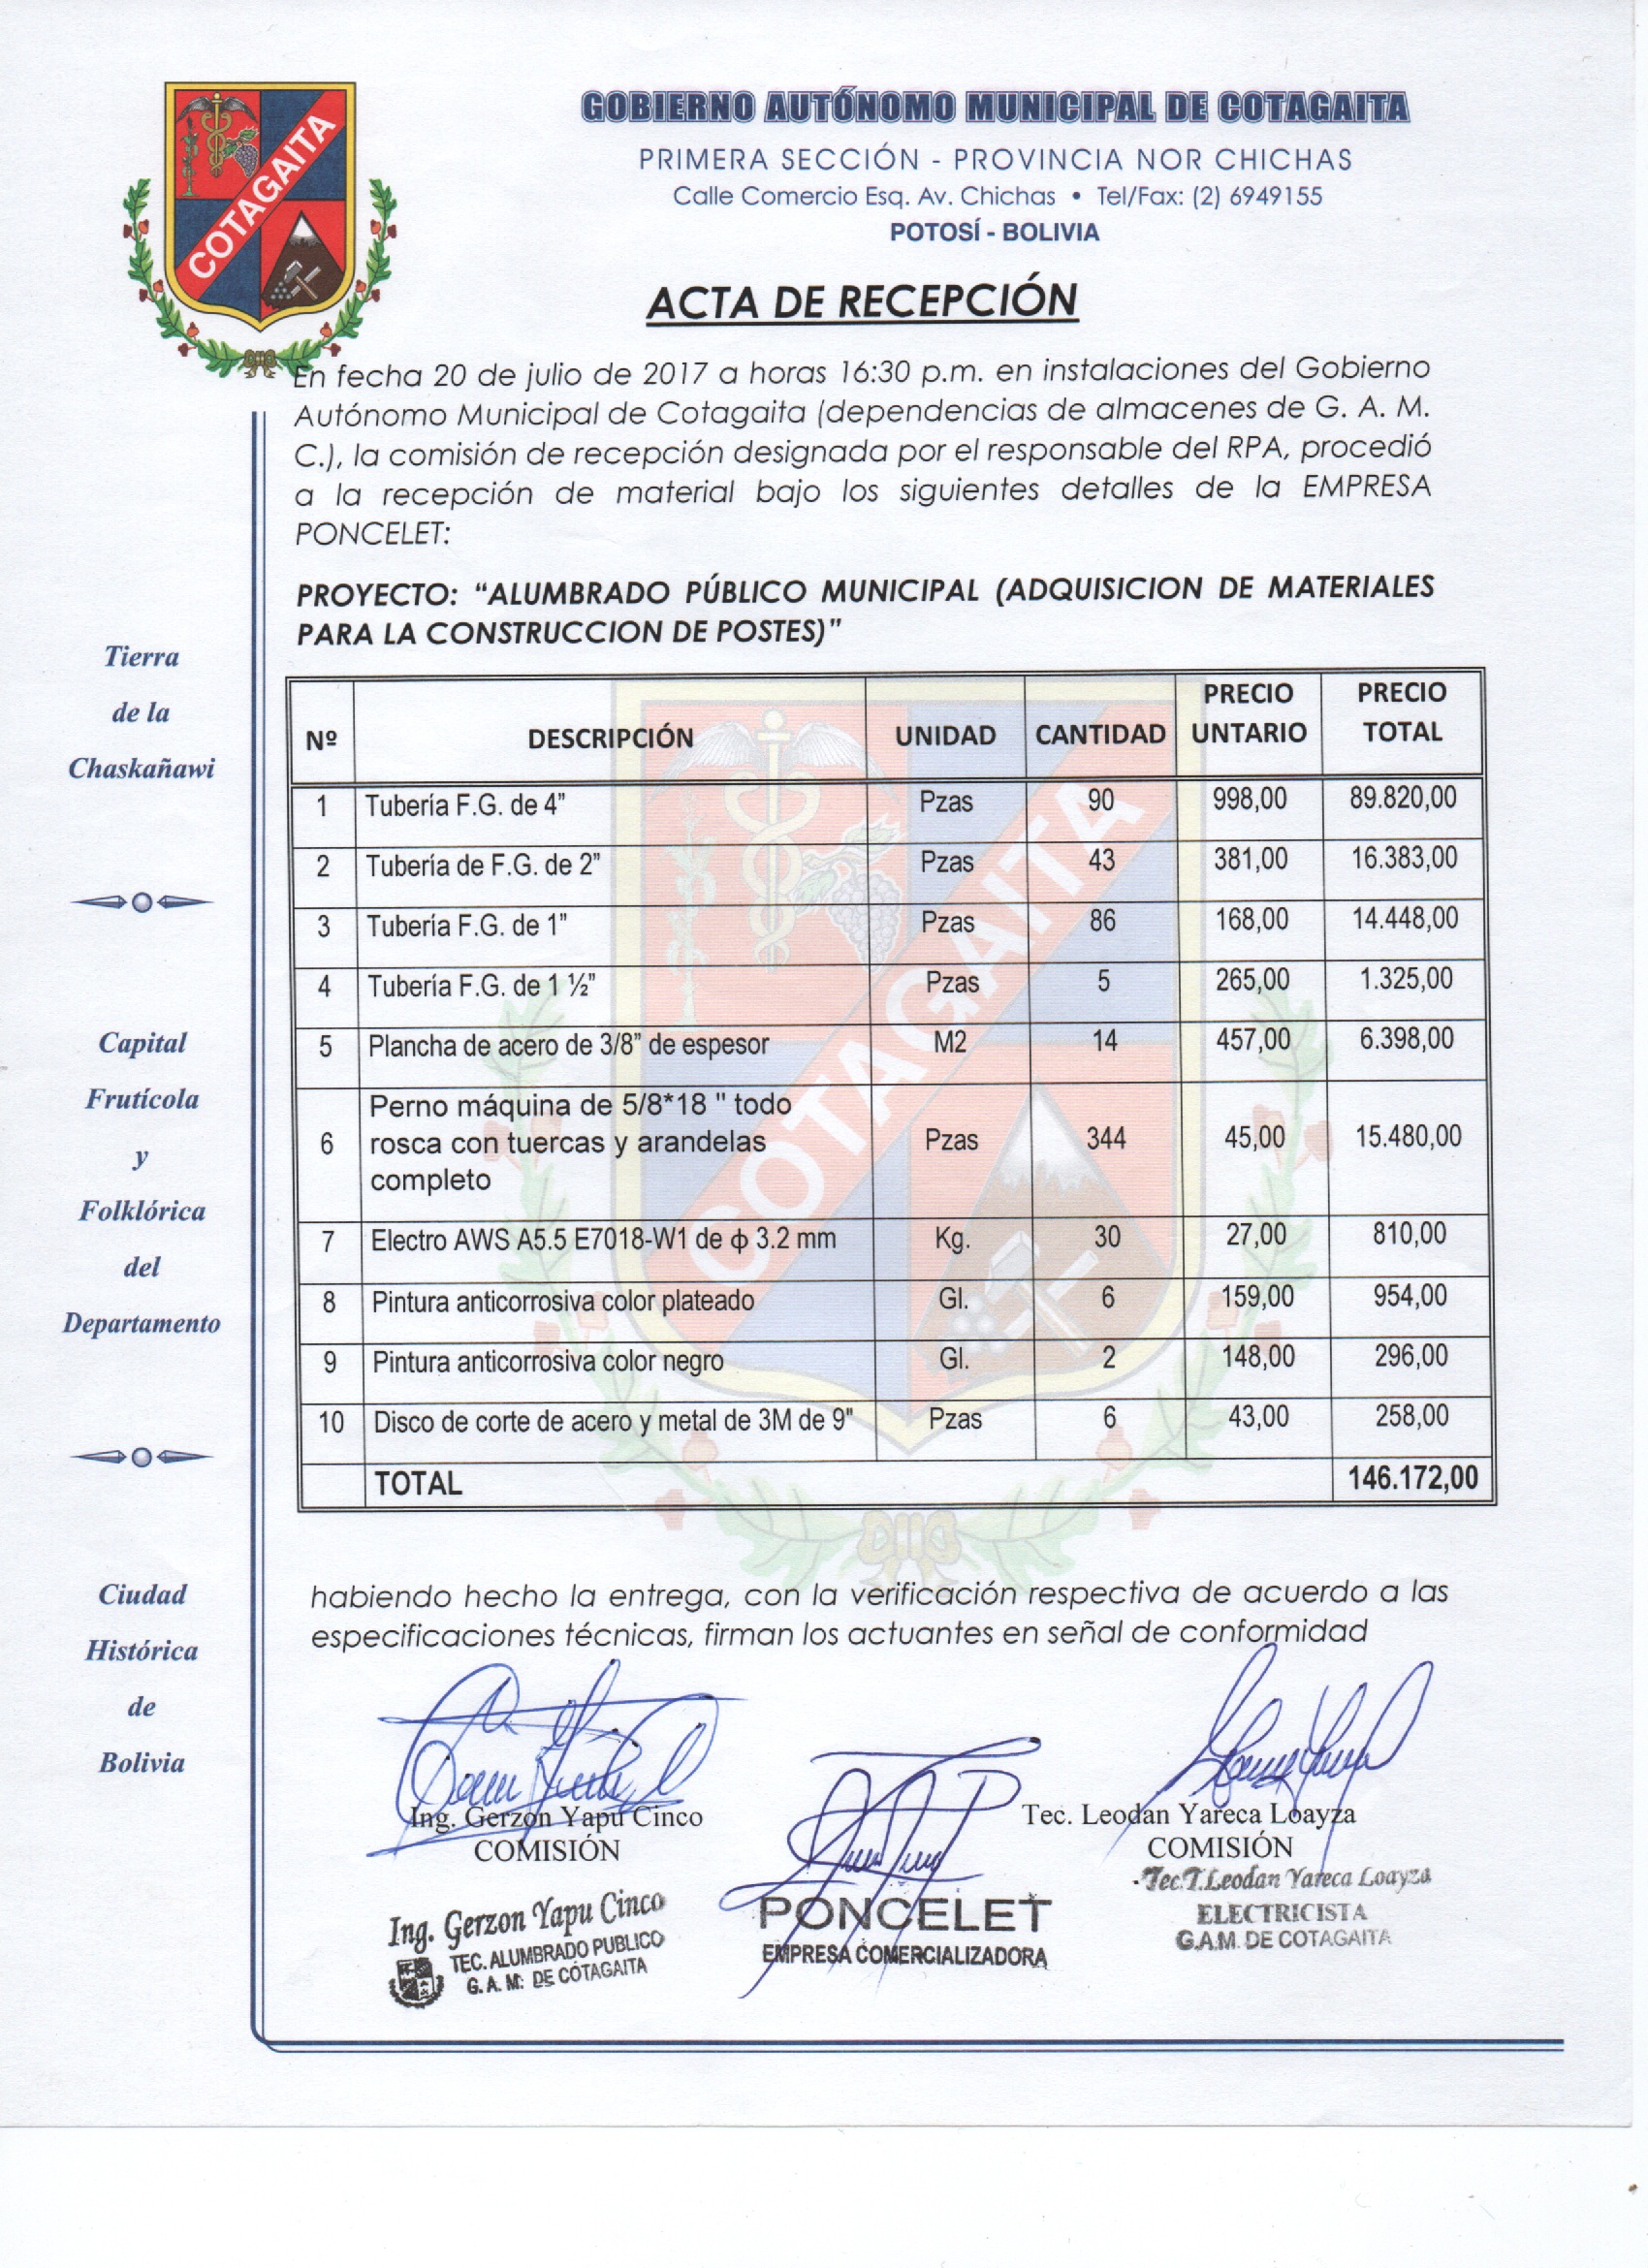 COTAGAITA
GOBIERNO AUTÓNOMO MUNICIPAL DE COTAGAITA
PRIMERA SECCIÓN - PROVINCIA NOR CHICHAS
Calle Comercio Esq. Av. Chichas • Tel/Fax: (2) 6949155
POTOSÍ - BOLIVIA
ACTA DE RECEPCIÓN
En fecha 20 de julio de 2017 a horas 16:30 p.m. en instalaciones del Gobierno
Autónomo Municipal de Cotagaita (dependencias de almacenes de G. A. M.
C.), la comisión de recepción designada por el responsable del RPA, procedió
a la recepción de material bajo los siguientes detalles de la EMPRESA
PONCELET:
PROYECTO: “ALUMBRADO PÚBLICO MUNICIPAL (ADQUISICION DE MATERIALES
PARA LA CONSTRUCCION DE POSTES)”
Tierra
de la
Chaskañawi
Capital
Frutícola
y
Folklórica
del
Departamento
Ciudad
Histórica
de
Bolivia
Nº DESCRIPCIÓN UNIDAD CANTIDAD PRECIO UNTARIO PRECIO TOTAL
1 Tubería F.G. de 4” Pzas 90 998,00 89.820,00
2 Tubería de F.G. de 2” Pzas 43 381,00 16.383,00
3 Tubería F.G. de 1” Pzas 86 168,00 14.448,00
4 Tubería F.G. de 1 ½” Pzas 5 265,00 1.325,00
5 Plancha de acero de 3/8” de espesor M2 14 457,00 6.398,00
6 Perno máquina de 5/8*18 " todo
rosca con tuercas y arandelas
completo Pzas 344 45,00 15.480,00
7 Electro AWS A5.5 E7018-W1 de ф 3.2 mm Kg. 30 27,00 810,00
8 Pintura anticorrosiva color plateado Gl. 6 159,00 954,00
9 Pintura anticorrosiva color negro Gl. 2 148,00 296,00
10 Disco de corte de acero y metal de 3M de 9" Pzas 6 43,00 258,00
TOTAL 146.172,00
COTAGAITA
habiendo hecho la entrega, con la verificación respectiva de acuerdo a las
especificaciones técnicas, firman los actuantes en señal de conformidad
Ing. Gerzon Yapu Cinco
COMISIÓN
Ing. Gerzon Yapu Cinco
TEC. ALUMBRADO PUBLICO
G. A. M. DE COTAGAITA
PONCELET
EMPRESA COMERCIALIZADORA
Tec. Leodan Yareca Loayza
COMISIÓN
Tec.T.Leodan Yareca Loayza
ELECTRICISTA
G.A.M. DE COTAGAITA